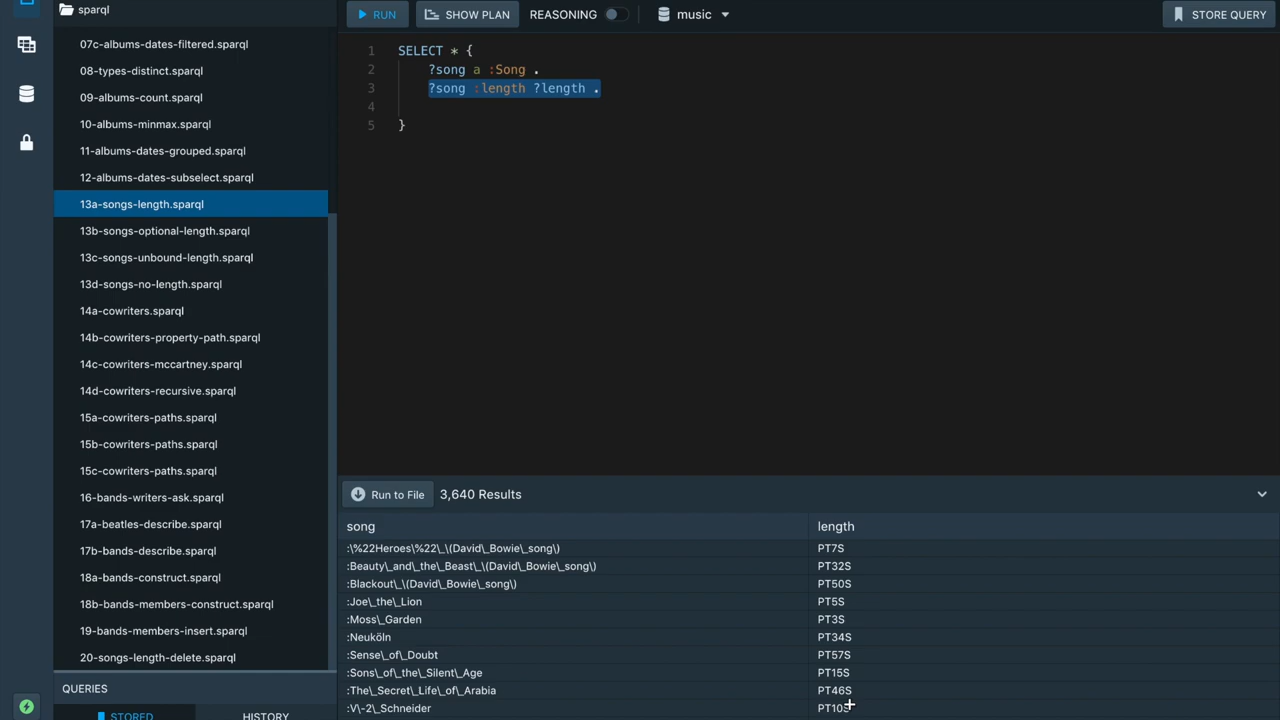 sparql
07c-albums-dates-filtered.sparql
08-types-distinct.sparql
09-albums-count.sparql
10-albums-minmax.sparql
11-albums-dates-grouped.sparql
12-albums-dates-subselect.sparql
13a-songs-length.sparql
13b-songs-optional-length.sparql
13c-songs-unbound-length.sparql
13d-songs-no-length.sparql
14a-cowriters.sparql
14b-cowriters-property-path.sparql
14c-cowriters-mccartney.sparql
14d-cowriters-recursive.sparql
15a-cowriters-paths.sparql
15b-cowriters-paths.sparql
15c-cowriters-paths.sparql
16-bands-writers-ask.sparql
17a-beatles-describe.sparql
17b-bands-describe.sparql
18a-bands-construct.sparql
18b-bands-members-construct.sparql
19-bands-members-insert.sparql
20-songs-length-delete.sparql
QUERIES
STORED HISTORY
RUN SHOW PLAN REASONING music STORE QUERY
1 SELECT * {
2 ?song a :Song .
3 ?song :length ?length .
4
5 }
Run to File 3,640 Results
song length
:\%22Heroes\%22\_\(David\_Bowie\_song\) PT7S
:Beauty\_and\_the\_Beast\_\(David\_Bowie\_song\) PT32S
:Blackout\_\(David\_Bowie\_song\) PT50S
:Joe\_the\_Lion PT5S
:Moss\_Garden PT3S
:Neuköln PT34S
:Sense\_of\_Doubt PT57S
:Sons\_of\_the\_Silent\_Age PT15S
:The\_Secret\_Life\_of\_Arabia PT46S
:V\-2\_Schneider PT10S